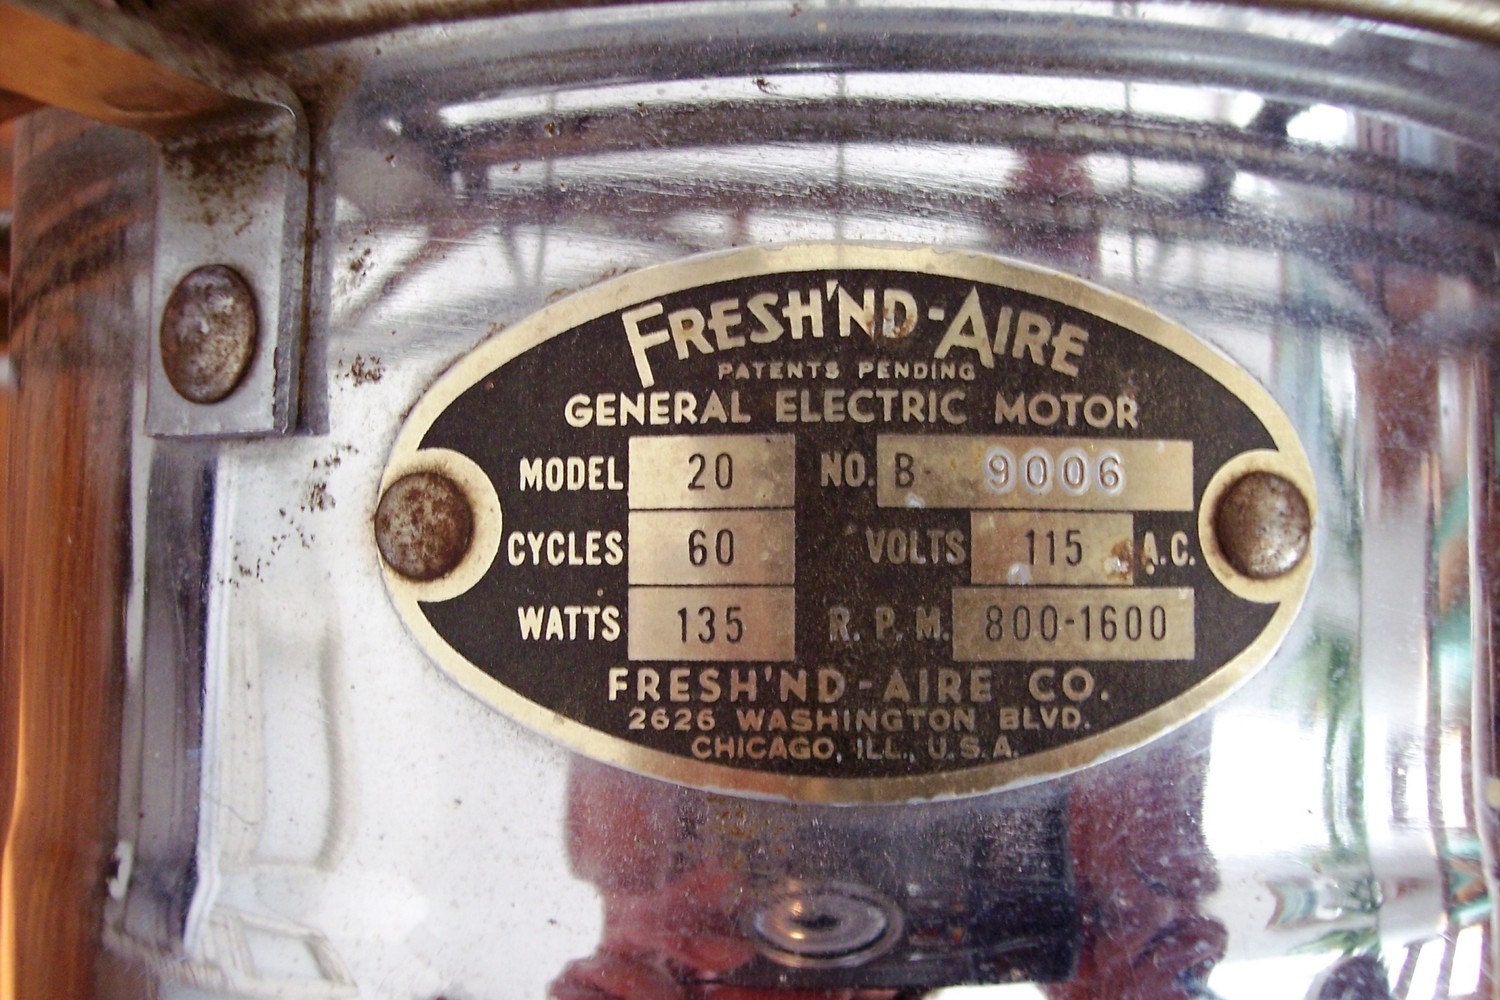 FRESH'ND-AIRE
PATENTS PENDING
GENERAL ELECTRIC MOTOR
MODEL 20 NO. B- 9006
CYCLES 60 VOLTS 115 A.C.
WATTS 135 R. P. M. 800-1600
FRESH'ND-AIRE CO.
2626 WASHINGTON BLVD.
CHICAGO, ILL., U.S.A.